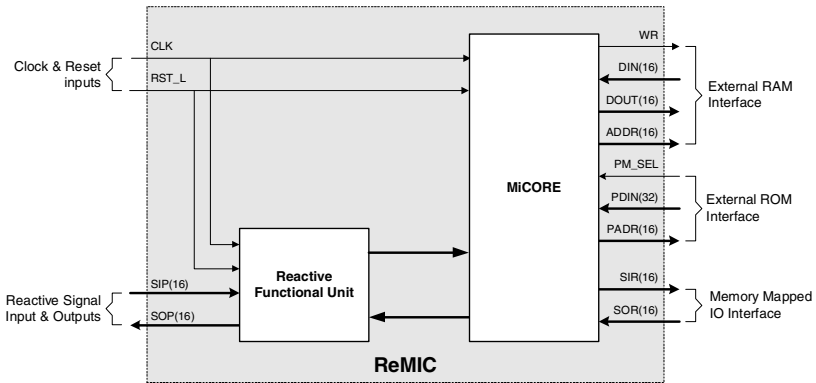 Clock & Reset
inputs
CLK
RST_L
WR
DIN(16)
DOUT(16)
ADDR(16)
External RAM
Interface
MiCORE
PM_SEL
PDIN(32)
PADR(16)
External ROM
Interface
Reactive
Functional Unit
Reactive Signal
Input & Outputs
SIP(16)
SOP(16)
SIR(16)
SOR(16)
Memory Mapped
IO Interface
ReMIC